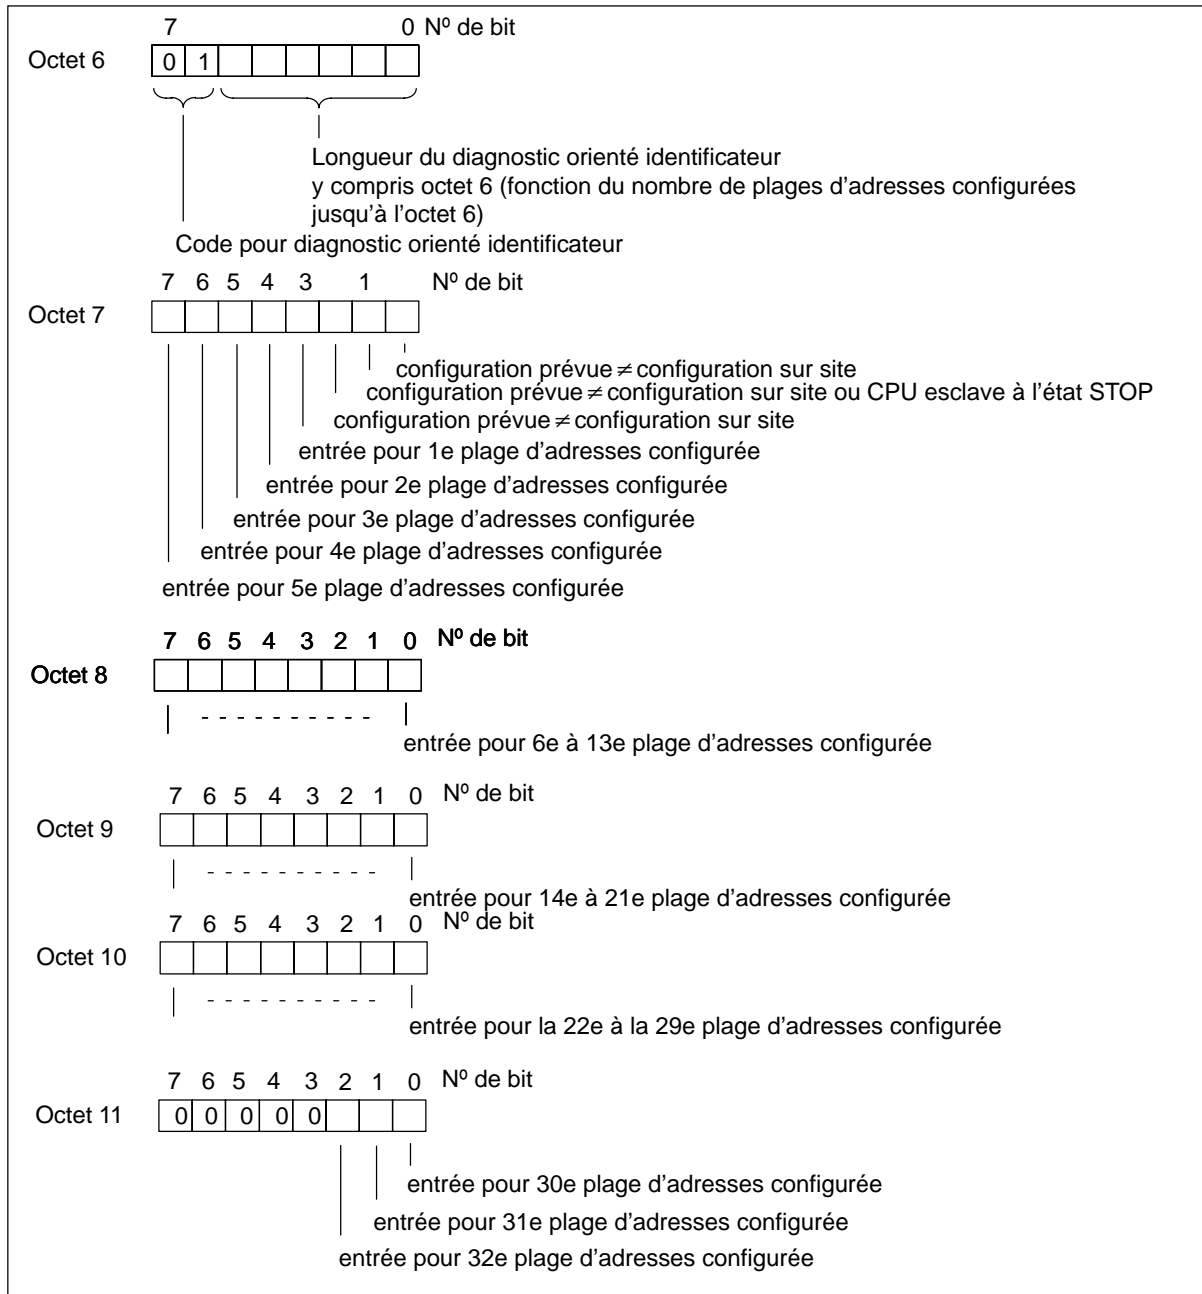 7 0 Nº de bit
Octet 6 0 1
Longueur du diagnostic orienté identificateur
y compris octet 6 (fonction du nombre de plages d'adresses configurées
jusqu'à l'octet 6)
Code pour diagnostic orienté identificateur
7 6 5 4 3 1 Nº de bit
Octet 7
configuration prévue ≠ configuration sur site
configuration prévue ≠ configuration sur site ou CPU esclave à l'état STOP
configuration prévue ≠ configuration sur site
entrée pour 1e plage d'adresses configurée
entrée pour 2e plage d'adresses configurée
entrée pour 3e plage d'adresses configurée
entrée pour 4e plage d'adresses configurée
entrée pour 5e plage d'adresses configurée
7 6 5 4 3 2 1 0 Nº de bit
Octet 8
entrée pour 6e à 13e plage d'adresses configurée
7 6 5 4 3 2 1 0 Nº de bit
Octet 9
entrée pour 14e à 21e plage d'adresses configurée
7 6 5 4 3 2 1 0 Nº de bit
Octet 10
entrée pour la 22e à la 29e plage d'adresses configurée
7 6 5 4 3 2 1 0 Nº de bit
Octet 11 0 0 0 0 0
entrée pour 30e plage d'adresses configurée
entrée pour 31e plage d'adresses configurée
entrée pour 32e plage d'adresses configurée